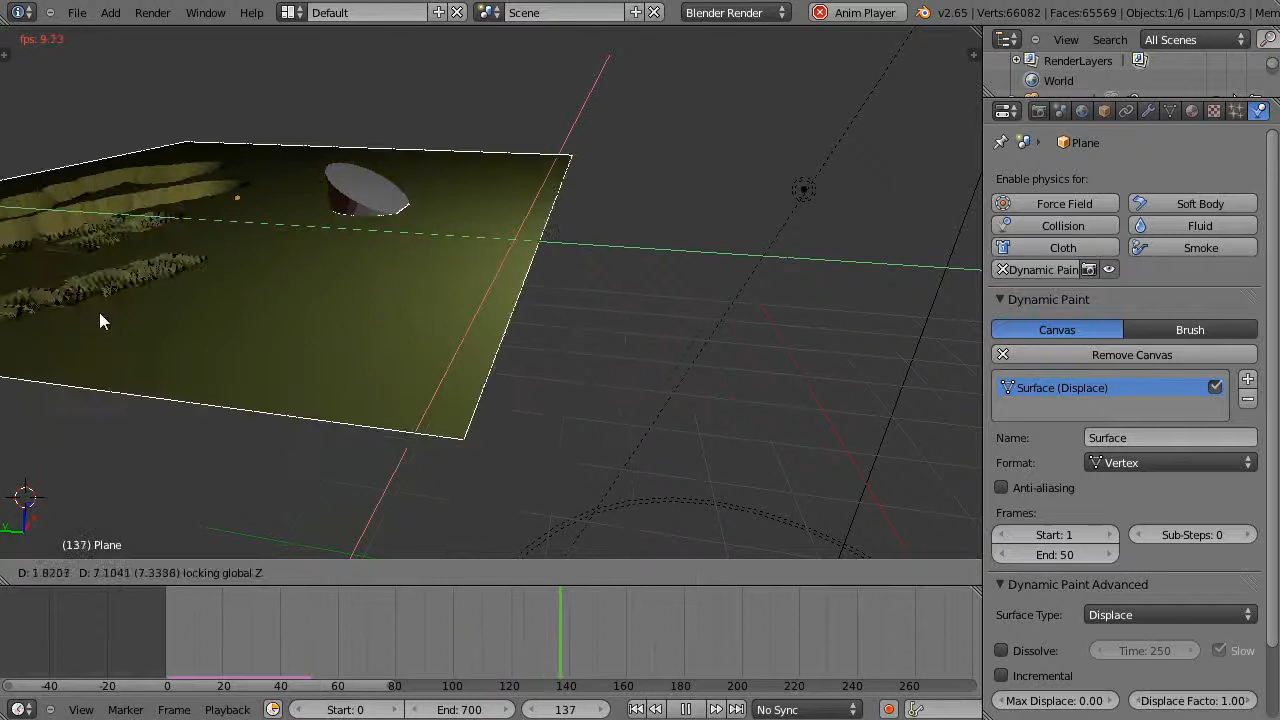 File Add Render Window Help Default Scene Blender Render Anim Player v2.65 | Verts:66082 | Faces:65569 | Objects:1/6 | Lamps:0/3 | Mem
fps: 9.33
View Search All Scenes
RenderLayers
World
Plane
Enable physics for:
Force Field Soft Body
Collision Fluid
Cloth Smoke
Dynamic Pain
Dynamic Paint
Canvas Brush
Remove Canvas
Surface (Displace)
Name: Surface
Format: Vertex
Anti-aliasing
Frames:
Start: 1 Sub-Steps: 0
End: 50
y
(137) Plane
D: 7.1041 (7.3398) locking global Z
Dynamic Paint Advanced
Surface Type: Displace
Dissolve: Time: 250 Slow
Incremental
Max Displace: 0.00 Displace Facto: 1.00
-40 -20 0 20 40 60 80 100 120 140 160 180 200 220 240 260
View Marker Frame Playback Start: 0 End: 700 137 No Sync